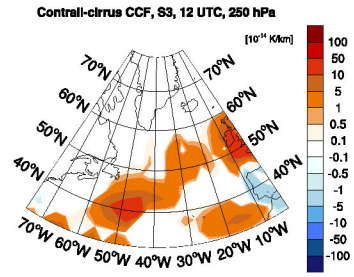 Contrail-cirrus CCF, S3, 12 UTC, 250 hPa
[10⁻¹⁴ K/km]
70°N 70°N
60°N 60°N
50°N 50°N
40°N 40°N
70°W 60°W 50°W 40°W 30°W 20°W 10°W
100
50
10
5
1
0.5
0.1
-0.1
-0.5
-1
-5
-10
-50
-100